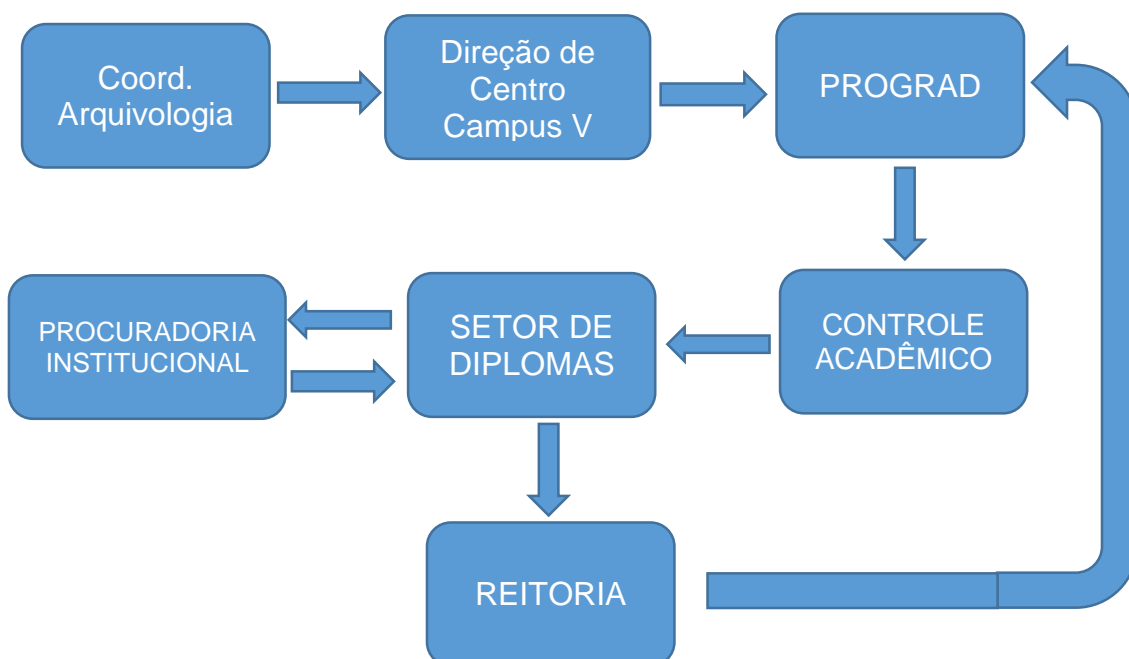 Coord.
Arquivologia
Direção de
Centro
Campus V
PROGRAD
PROCURADORIA
INSTITUCIONAL
SETOR DE
DIPLOMAS
CONTROLE
ACADÊMICO
REITORIA